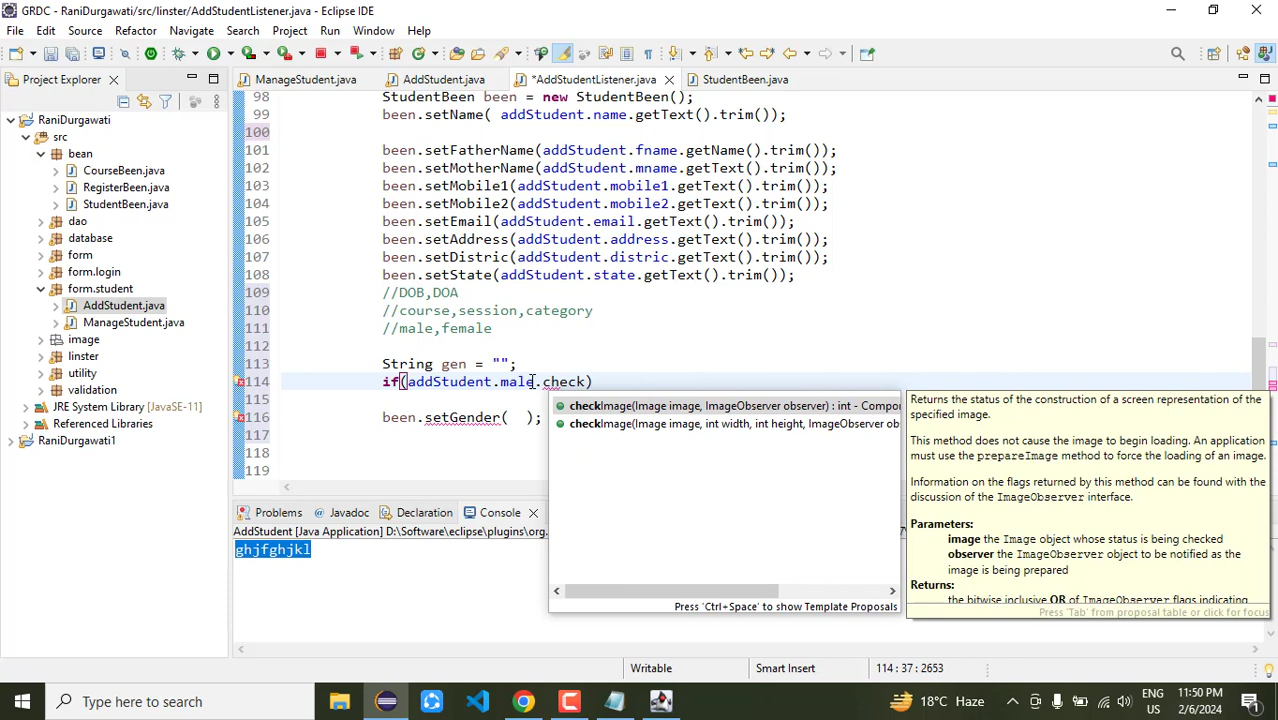 GRDC - RaniDurgawati/src/linster/AddStudentListener.java - Eclipse IDE
File Edit Source Refactor Navigate Search Project Run Window Help
Project Explorer
ManageStudent.java AddStudent.java *AddStudentListener.java StudentBeen.java
RaniDurgawati
src
bean
CourseBeen.java
RegisterBeen.java
StudentBeen.java
dao
database
form
form.login
form.student
AddStudent.java
ManageStudent.java
image
linster
utility
validation
JRE System Library [JavaSE-11]
Referenced Libraries
RaniDurgawati1
98 StudentBeen been = new StudentBeen();
99 been.setName( addStudent.name.getText().trim());
100
101 been.setFatherName(addStudent.fname.getName().trim());
102 been.setMotherName(addStudent.mname.getText().trim());
103 been.setMobile1(addStudent.mobile1.getText().trim());
104 been.setMobile2(addStudent.mobile2.getText().trim());
105 been.setEmail(addStudent.email.getText().trim());
106 been.setAddress(addStudent.address.getText().trim());
107 been.setDistric(addStudent.distric.getText().trim());
108 been.setState(addStudent.state.getText().trim());
109 //DOB,DOA
110 //course,session,category
111 //male,female
112
113 String gen = "";
114 if(addStudent.male.check)
115
116 been.setGender(  );
117
118
119
checkImage(Image image, ImageObserver observer) : int - Compo
checkImage(Image image, int width, int height, ImageObserver ob
Press 'Ctrl+Space' to show Template Proposals
Returns the status of the construction of a screen representation of the
specified image.
This method does not cause the image to begin loading. An application
must use the prepareImage method to force the loading of an image.
Information on the flags returned by this method can be found with the
discussion of the ImageObserver interface.
Parameters:
image the Image object whose status is being checked
observer the ImageObserver object to be notified as the
image is being prepared
Returns:
the bitwise inclusive OR of ImageObserver flags indicating
Press 'Tab' from proposal table or click for focus
Problems Javadoc Declaration Console
AddStudent [Java Application] D:\Software\eclipse\plugins\org.
ghjfghjkl
Writable Smart Insert 114 : 37 : 2653
Type here to search
18°C Haze
ENG
US
11:50 PM
2/6/2024
1